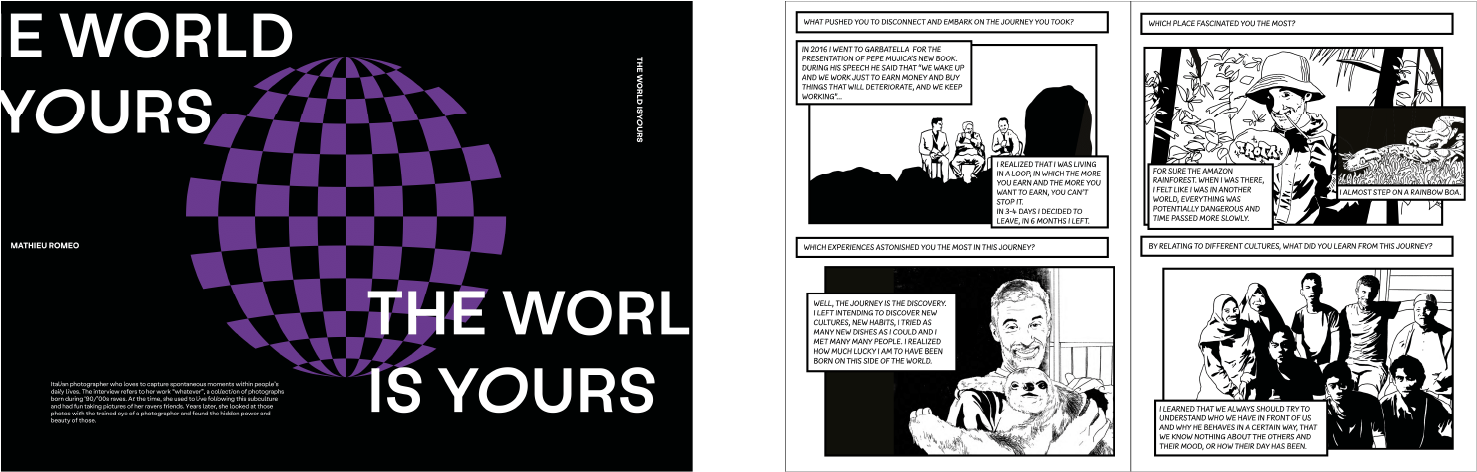 E WORLD
YOURS
THE WORLD ISYOURS
MATHIEU ROMEO
THE WORL
IS YOURS
Italian photographer who loves to capture spontaneous moments within people's
daily lives. The interview refers to her work "whatever", a collection of photographs
born during '90/'00s raves. At the time, she used to live following this subculture
and had fun taking pictures of her ravers friends. Years later, she looked at those
photos with the trained eye of a photographer and found the hidden power and
beauty of those.
WHAT PUSHED YOU TO DISCONNECT AND EMBARK ON THE JOURNEY YOU TOOK?
IN 2016 I WENT TO GARBATELLA FOR THE
PRESENTATION OF PEPE MUJICA'S NEW BOOK.
DURING HIS SPEECH HE SAID THAT "WE WAKE UP
AND WE WORK JUST TO EARN MONEY AND BUY
THINGS THAT WILL DETERIORATE, AND WE KEEP
WORKING"...
I REALIZED THAT I WAS LIVING
IN A LOOP, IN WHICH THE MORE
YOU EARN AND THE MORE YOU
WANT TO EARN, YOU CAN'T
STOP IT.
IN 3-4 DAYS I DECIDED TO
LEAVE, IN 6 MONTHS I LEFT.
WHICH EXPERIENCES ASTONISHED YOU THE MOST IN THIS JOURNEY?
WELL, THE JOURNEY IS THE DISCOVERY.
I LEFT INTENDING TO DISCOVER NEW
CULTURES, NEW HABITS, I TRIED AS
MANY NEW DISHES AS I COULD AND I
MET MANY MANY PEOPLE. I REALIZED
HOW MUCH LUCKY I AM TO HAVE BEEN
BORN ON THIS SIDE OF THE WORLD.
WHICH PLACE FASCINATED YOU THE MOST?
FOR SURE THE AMAZON
RAINFOREST. WHEN I WAS THERE,
I FELT LIKE I WAS IN ANOTHER
WORLD, EVERYTHING WAS
POTENTIALLY DANGEROUS AND
TIME PASSED MORE SLOWLY.
I ALMOST STEP ON A RAINBOW BOA.
BY RELATING TO DIFFERENT CULTURES, WHAT DID YOU LEARN FROM THIS JOURNEY?
I LEARNED THAT WE ALWAYS SHOULD TRY TO
UNDERSTAND WHO WE HAVE IN FRONT OF US
AND WHY HE BEHAVES IN A CERTAIN WAY, THAT
WE KNOW NOTHING ABOUT THE OTHERS AND
THEIR MOOD, OR HOW THEIR DAY HAS BEEN.